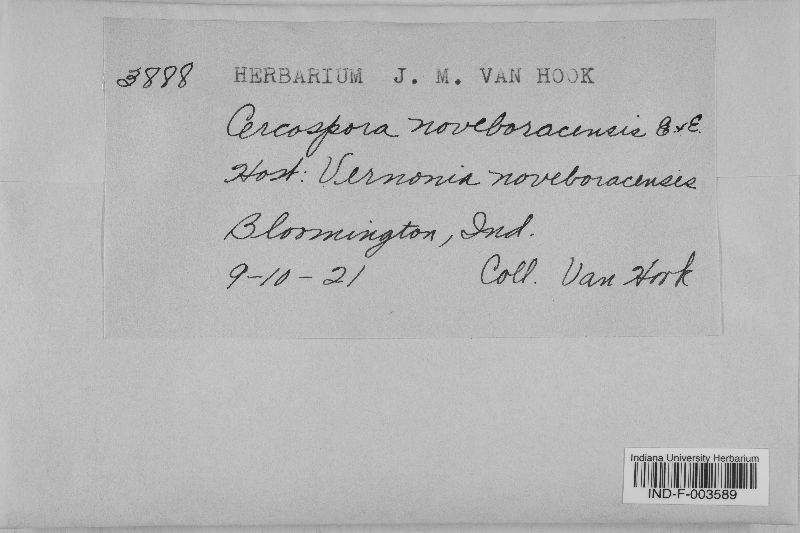 3888 HERBARIUM J. M. VAN HOOK
Cercospora noveboracensis E & E.
Host: Vernonia noveboracensis
Bloomington, Ind.
9-10-21 Coll. Van Hook
Indiana University Herbarium
IND-F-003589